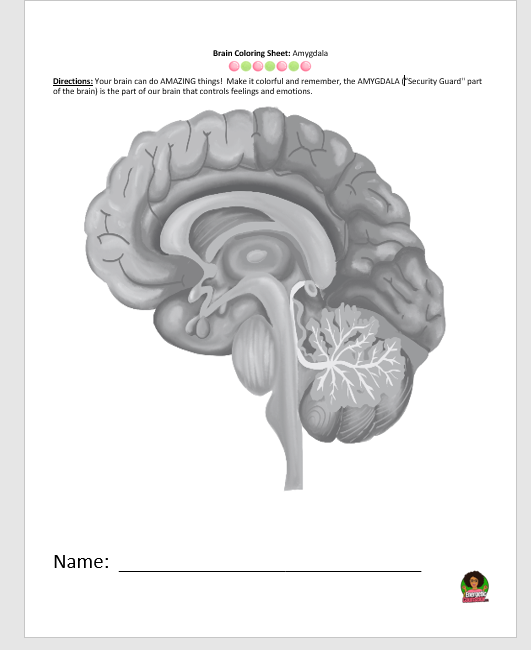 Brain Coloring Sheet: Amygdala
Directions: Your brain can do AMAZING things!  Make it colorful and remember, the AMYGDALA ("Security Guard" part
of the brain) is the part of our brain that controls feelings and emotions.
Name: ______________________________
Energetic